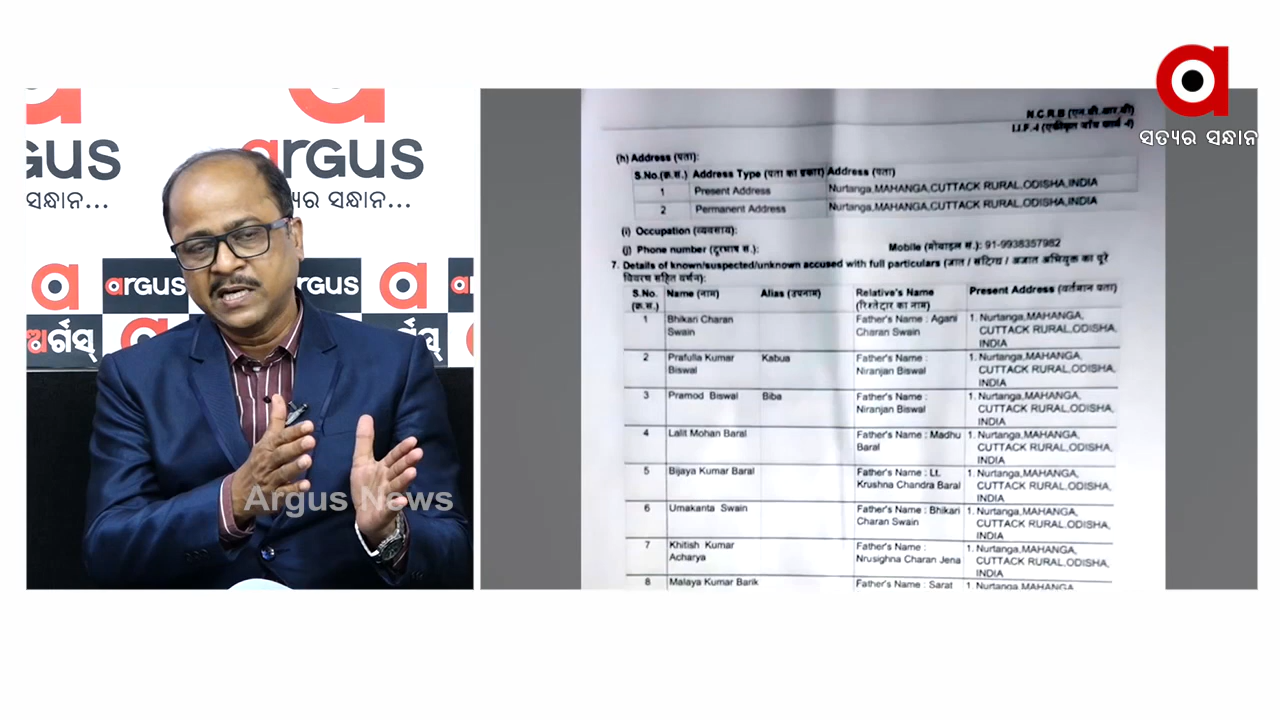 ସତ୍ୟର ସନ୍ଧାନ
argus
ସନ୍ଧାନ...
ର ସନ୍ଧାନ...
argus
ଅର୍ଗସ୍
Argus News
N.C.R.B (एन.सी.आर.बी)
I.I.F.-I (एकीकृत जाँच फार्म -I)
(h) Address (पता):
S.No.(क्र.सं.) Address Type (पता का प्रकार) Address (पता)
1 Present Address Nurtanga,MAHANGA,CUTTACK RURAL,ODISHA,INDIA
2 Permanent Address Nurtanga,MAHANGA,CUTTACK RURAL,ODISHA,INDIA
(i) Occupation (व्यवसाय):
(j) Phone number (दूरभाष सं.): Mobile (मोबाइल सं.): 91-9938357982
7. Details of known/suspected/unknown accused with full particulars (ज्ञात / संदिग्ध / अज्ञात अभियुक्त का पूरे
विवरण सहित वर्णन):
S.No. Name (नाम) Alias (उपनाम) Relative's Name Present Address (वर्तमान पता)
(क्र.सं.) (रिश्तेदार का नाम)
1 Bhikari Charan Father's Name : Agani 1. Nurtanga,MAHANGA,
Swain Charan Swain CUTTACK RURAL,ODISHA,
INDIA
2 Prafulla Kumar Kabua Father's Name : 1. Nurtanga,MAHANGA,
Biswal Niranjan Biswal CUTTACK RURAL,ODISHA,
INDIA
3 Pramod Biswal Biba Father's Name : 1. Nurtanga,MAHANGA,
Niranjan Biswal CUTTACK RURAL,ODISHA,
INDIA
4 Lalit Mohan Baral Father's Name : Madhu 1. Nurtanga,MAHANGA,
Baral CUTTACK RURAL,ODISHA,
INDIA
5 Bijaya Kumar Baral Father's Name : Lt. 1. Nurtanga,MAHANGA,
Krushna Chandra Baral CUTTACK RURAL,ODISHA,
INDIA
6 Umakanta Swain Father's Name : Bhikari 1. Nurtanga,MAHANGA,
Charan Swain CUTTACK RURAL,ODISHA,
INDIA
7 Khitish Kumar Father's Name : 1. Nurtanga,MAHANGA,
Acharya Nrusighna Charan Jena CUTTACK RURAL,ODISHA,
INDIA
8 Malaya Kumar Barik Father's Name : Sarat 1. Nurtanga,MAHANGA,